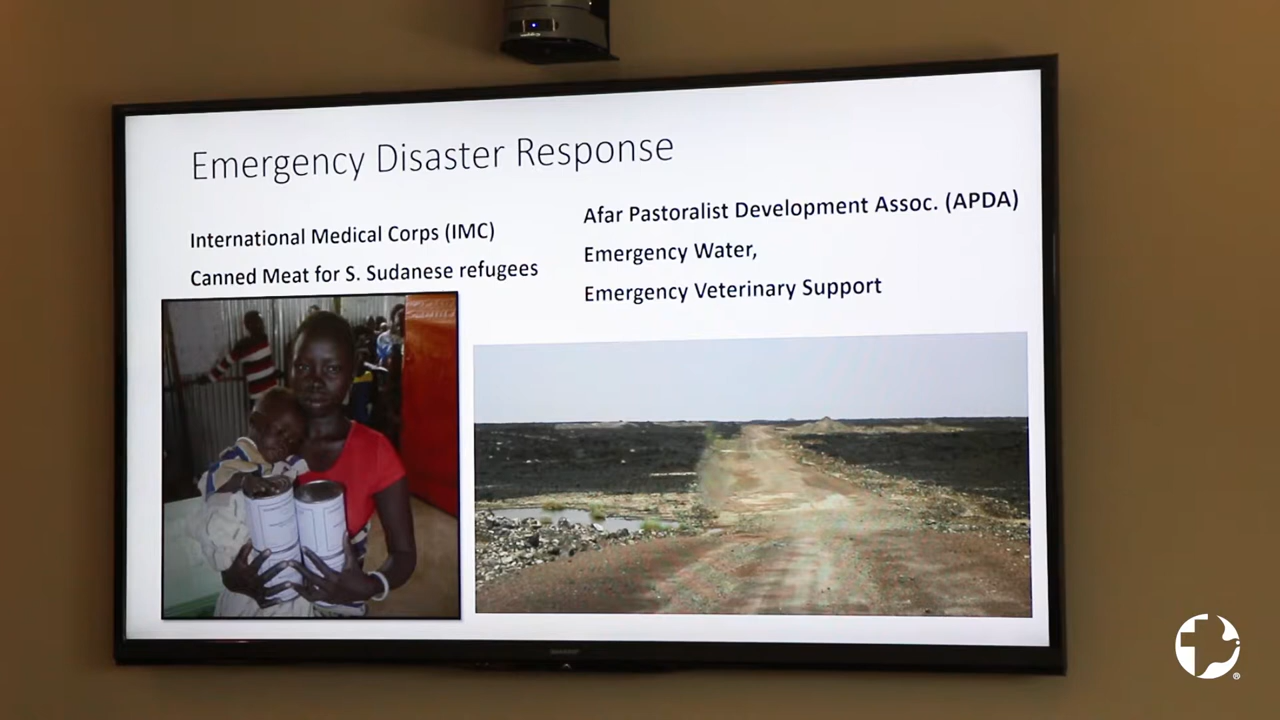 Emergency Disaster Response
International Medical Corps (IMC)
Canned Meat for S. Sudanese refugees
Afar Pastoralist Development Assoc. (APDA)
Emergency Water,
Emergency Veterinary Support
SHARP
®